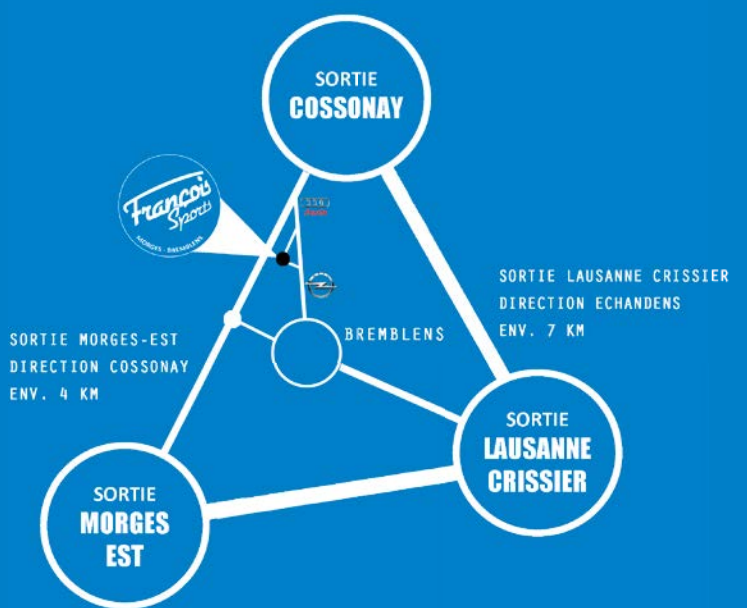 SORTIE
COSSONAY
François
Sports
MORGES - BREMBLENS
SORTIE LAUSANNE CRISSIER
DIRECTION ECHANDENS
ENV. 7 KM
BREMBLENS
SORTIE MORGES-EST
DIRECTION COSSONAY
ENV. 4 KM
SORTIE
LAUSANNE
CRISSIER
SORTIE
MORGES
EST